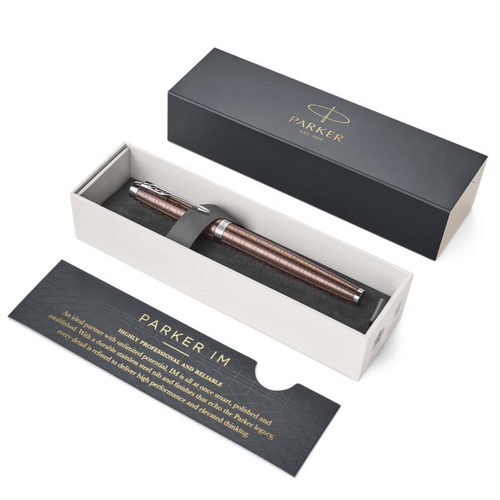 PARKER
EST. 1888
PARKER IM
HIGHLY PROFESSIONAL AND RELIABLE
An ideal partner with unlimited potential, IM is all at once smart, polished and
established. With a durable stainless steel nib and finishes that echo the Parker legacy,
every detail is refined to deliver high performance and elevated thinking.